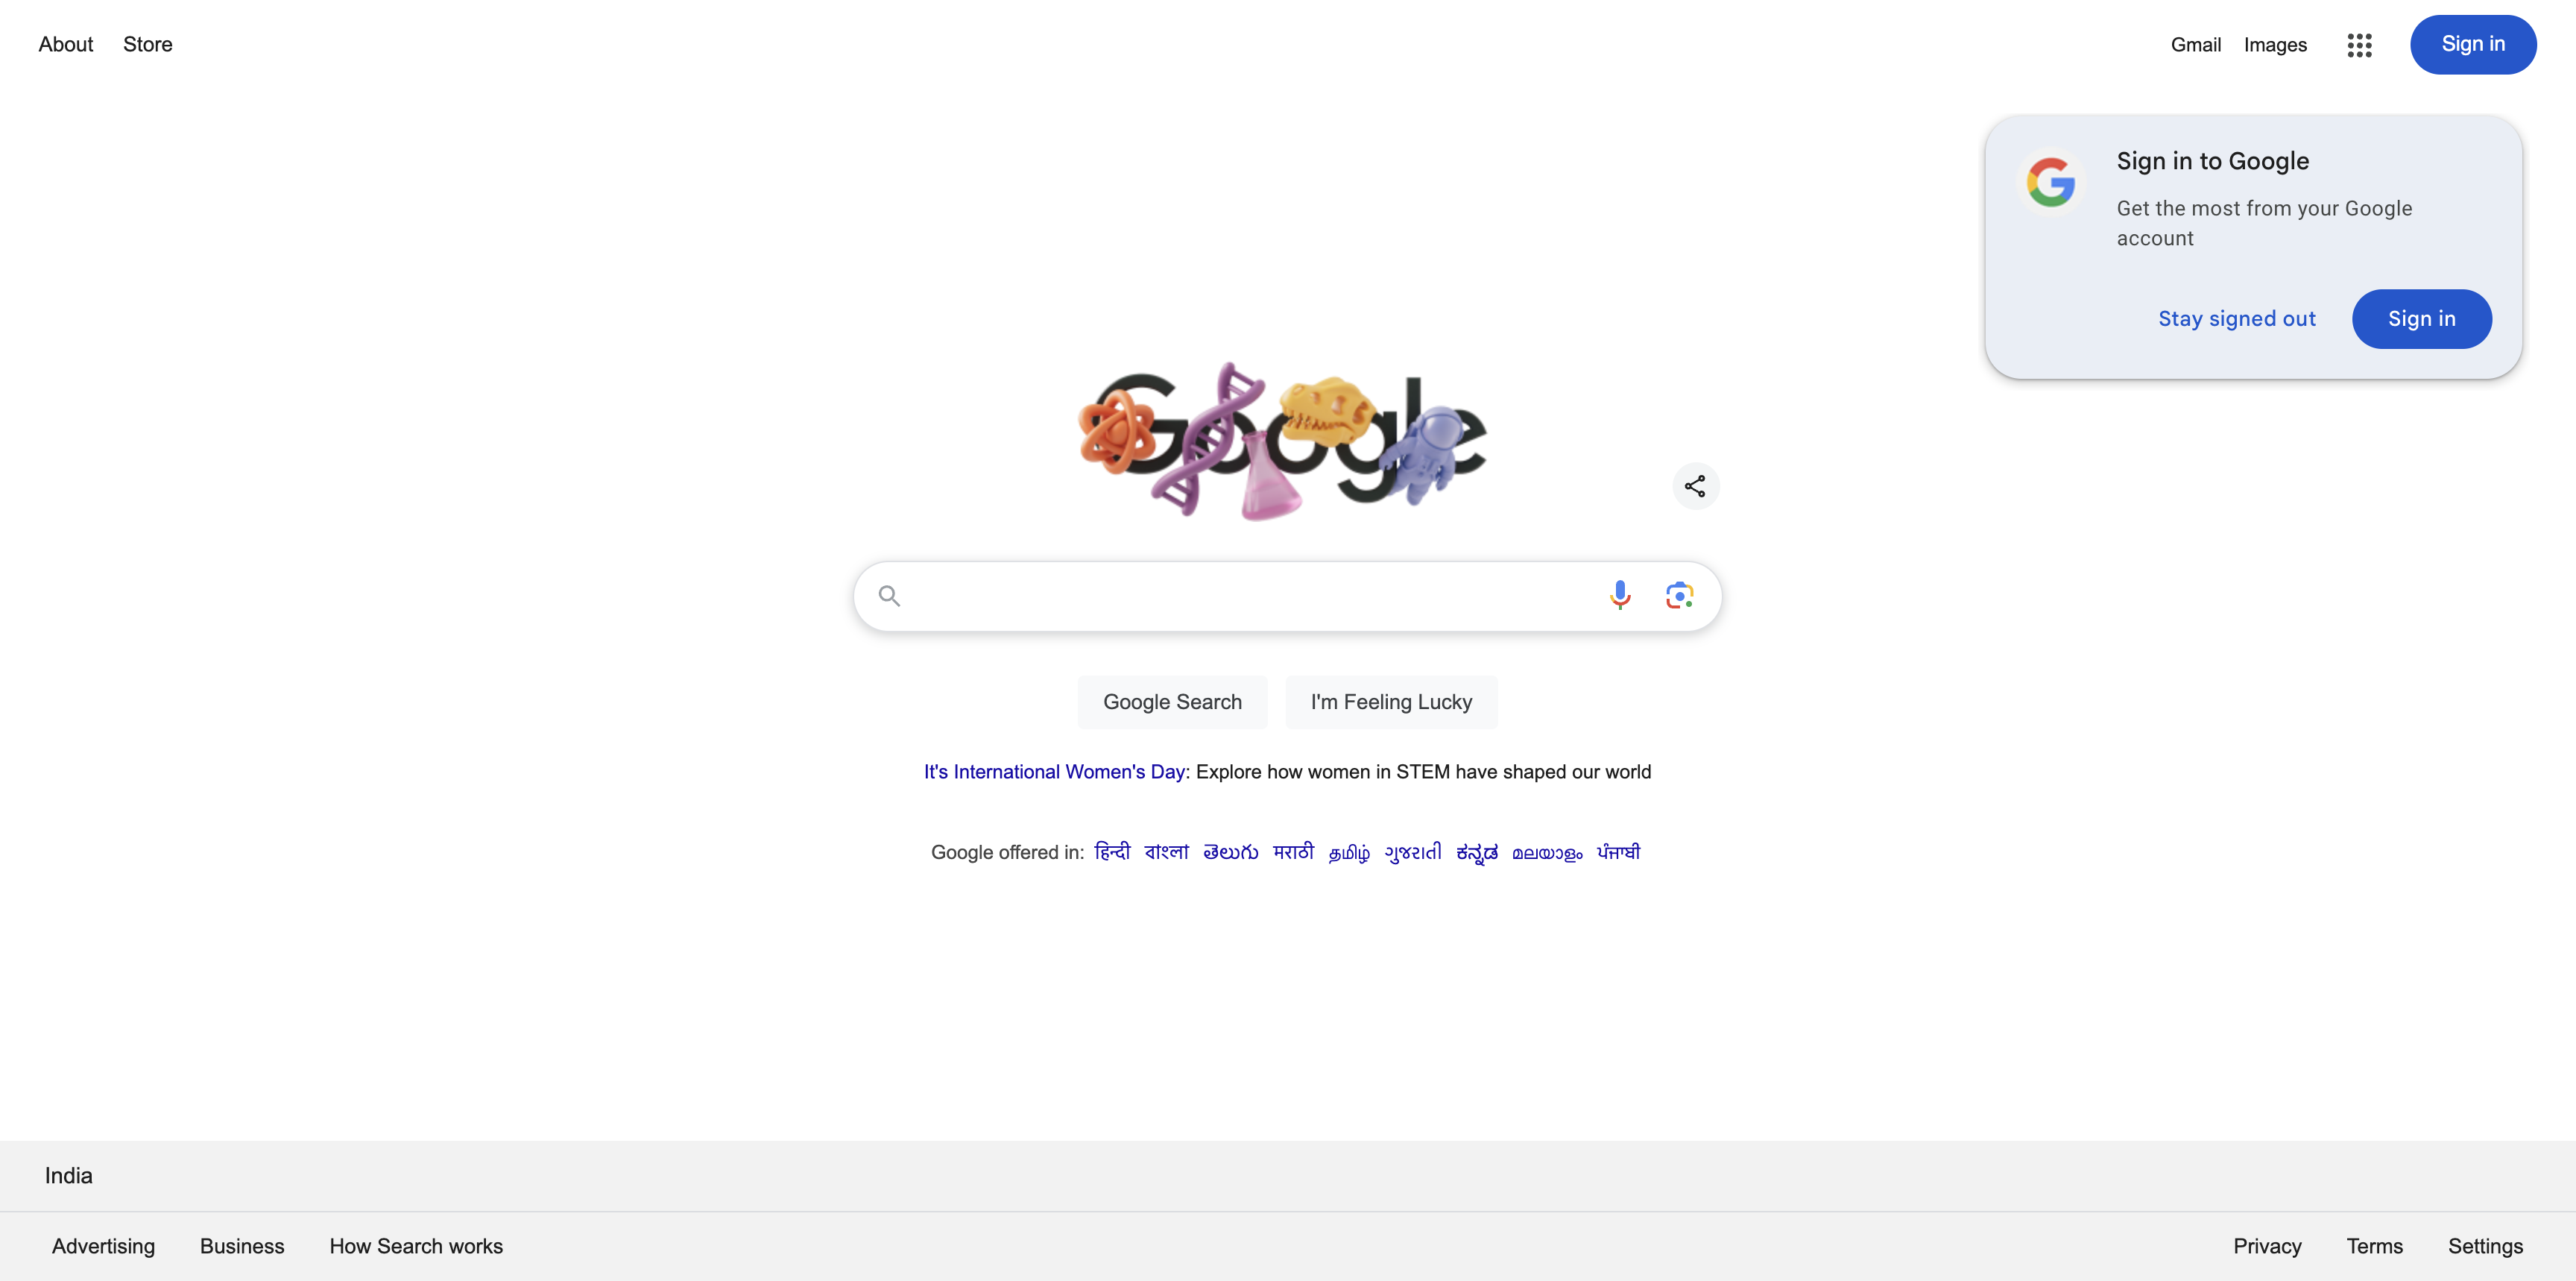 About Store
Gmail Images Sign in
Sign in to Google
Get the most from your Google
account
Stay signed out Sign in
Google
Google Search I'm Feeling Lucky
It's International Women's Day: Explore how women in STEM have shaped our world
Google offered in: हिन्दी বাংলা తెలుగు मराठी தமிழ் ગુજરાતી ಕನ್ನಡ മലയാളം ਪੰਜਾਬੀ
India
Advertising Business How Search works
Privacy Terms Settings